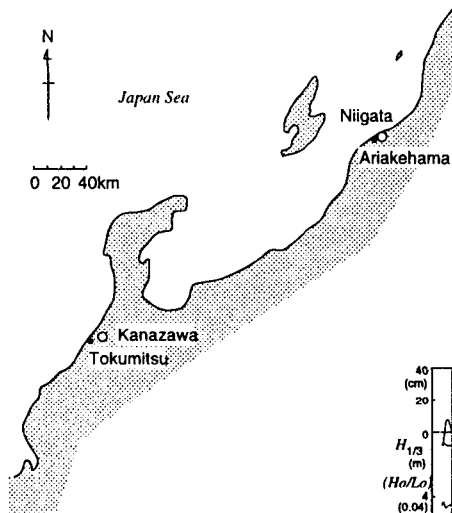 N
Japan Sea
Niigata
Ariakehama
0 20 40km
Kanazawa
Tokumitsu
40
(cm)
20
0
H1/3
(m)
(Ho/Lo)
4
(0.04)